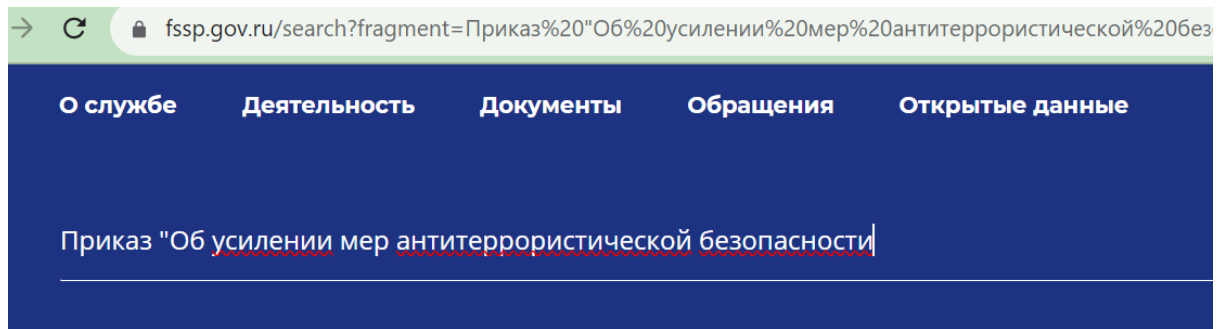 fssp.gov.ru/search?fragment=Приказ%20"Об%20усилении%20мер%20антитеррористической%20без
О службе Деятельность Документы Обращения Открытые данные
Приказ "Об усилении мер антитеррористической безопасности